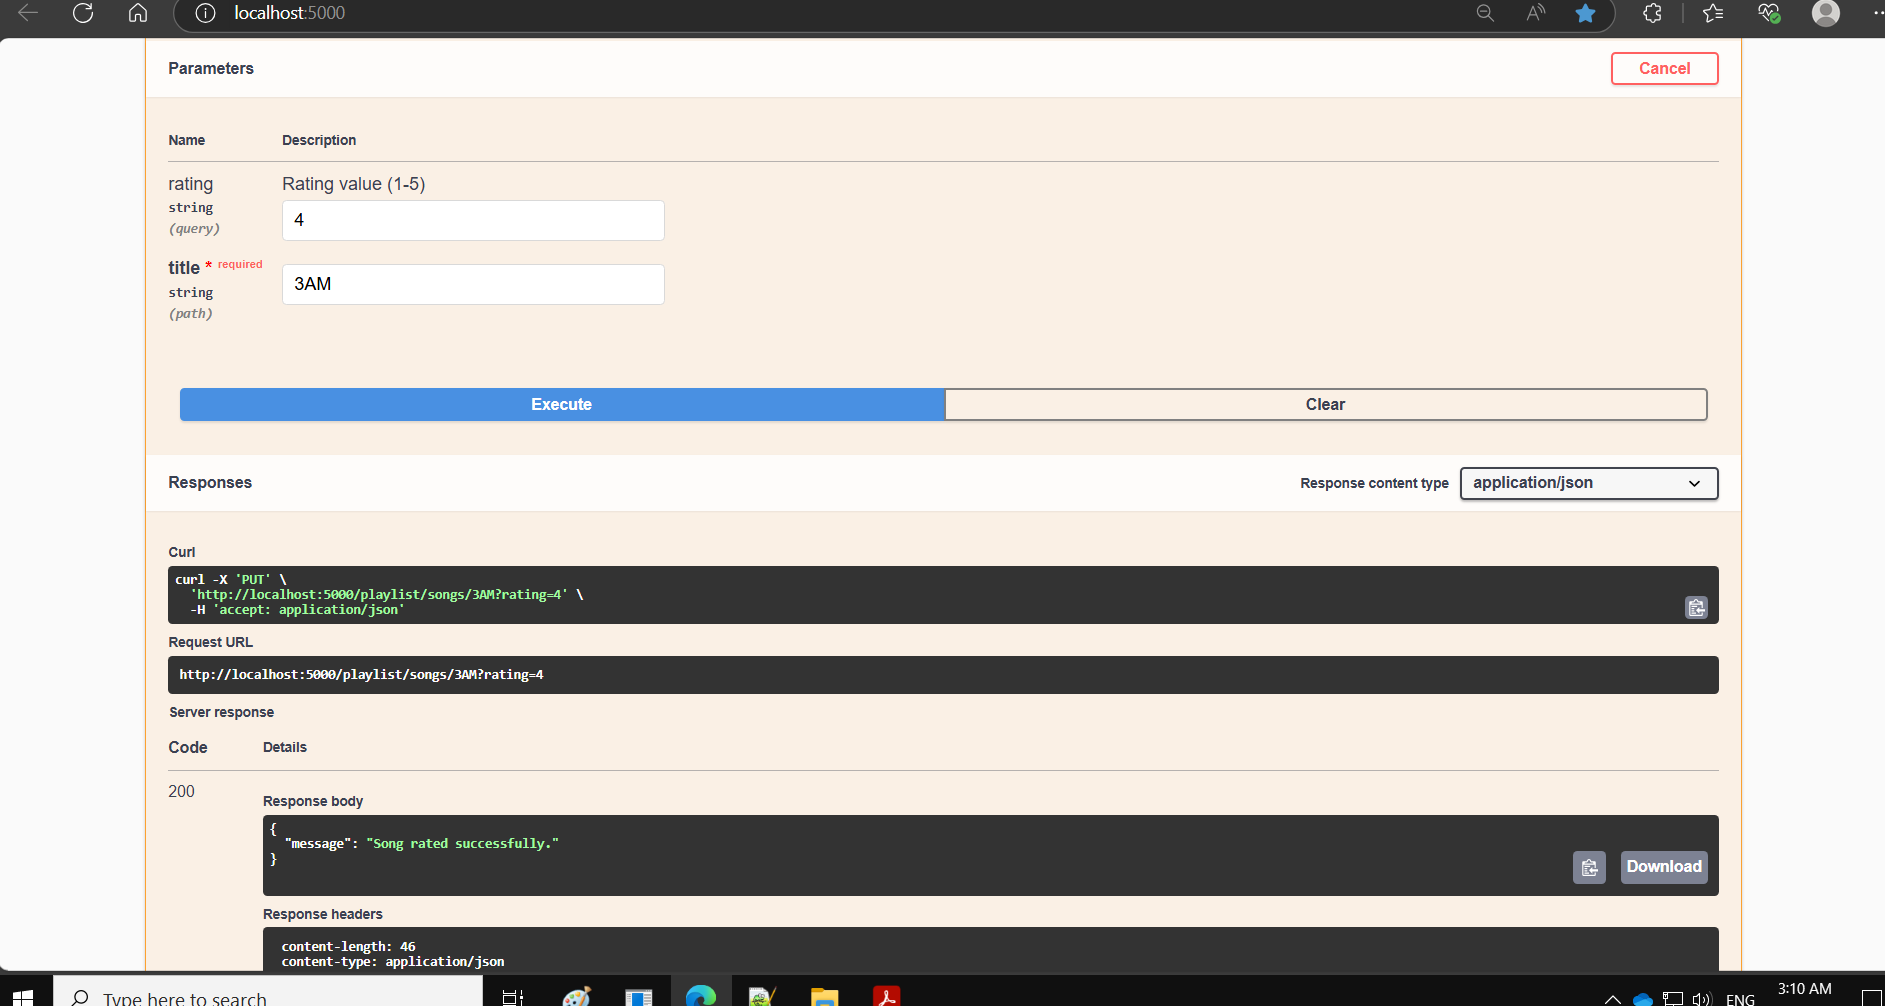 localhost:5000
Parameters
Cancel
Name Description
rating Rating value (1-5)
string
(query)
4
title * required
string
(path)
3AM
Execute Clear
Responses Response content type application/json
Curl
curl -X 'PUT' \
'http://localhost:5000/playlist/songs/3AM?rating=4' \
-H 'accept: application/json'
Request URL
http://localhost:5000/playlist/songs/3AM?rating=4
Server response
Code Details
200
Response body
{
"message": "Song rated successfully."
}
Download
Response headers
content-length: 46
content-type: application/json
Type here to search
ENG
3:10 AM